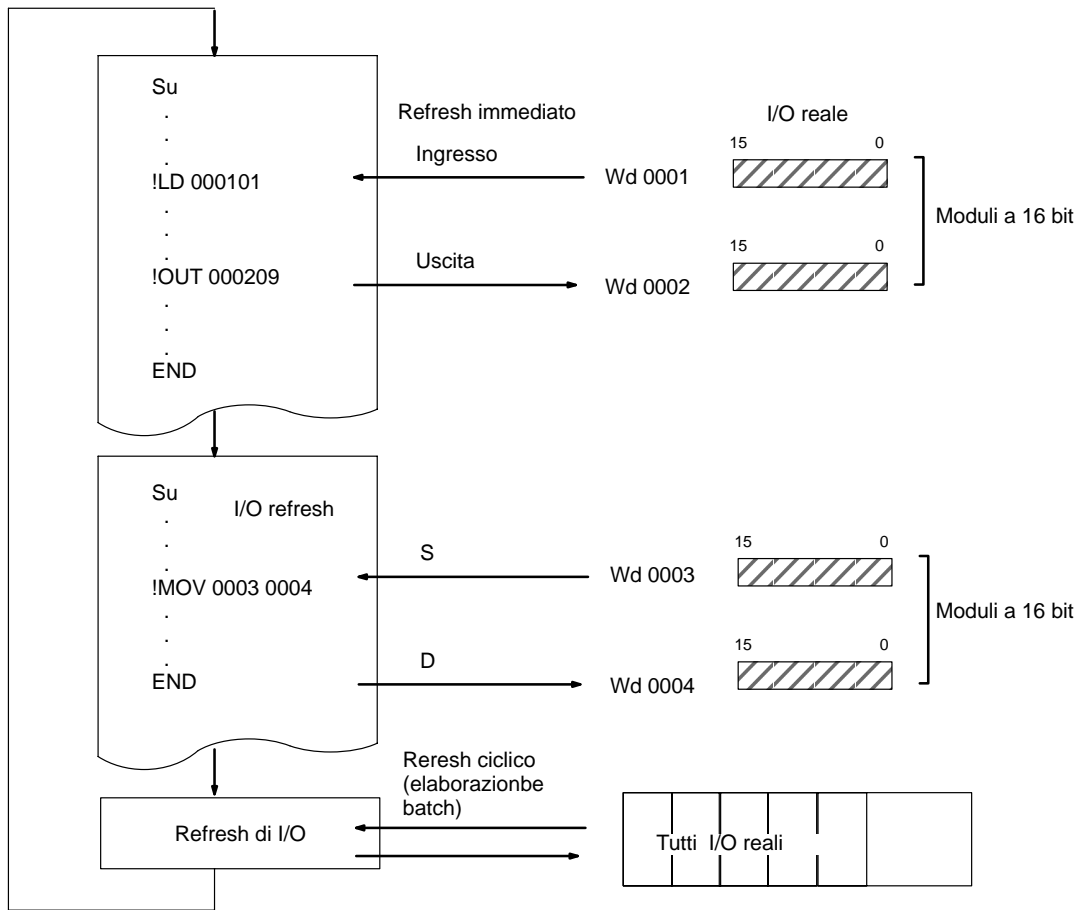 Su
.
.
.
!LD 000101
.
.
.
!OUT 000209
.
.
.
END
Refresh immediato
Ingresso
Uscita
Wd 0001
Wd 0002
I/O reale
15 0
15 0
Moduli a 16 bit
Su
I/O refresh
.
.
.
!MOV 0003 0004
.
.
.
END
S
D
Wd 0003
Wd 0004
15 0
15 0
Moduli a 16 bit
Reresh ciclico
(elaborazionbe
batch)
Refresh di I/O
Tutti I/O reali